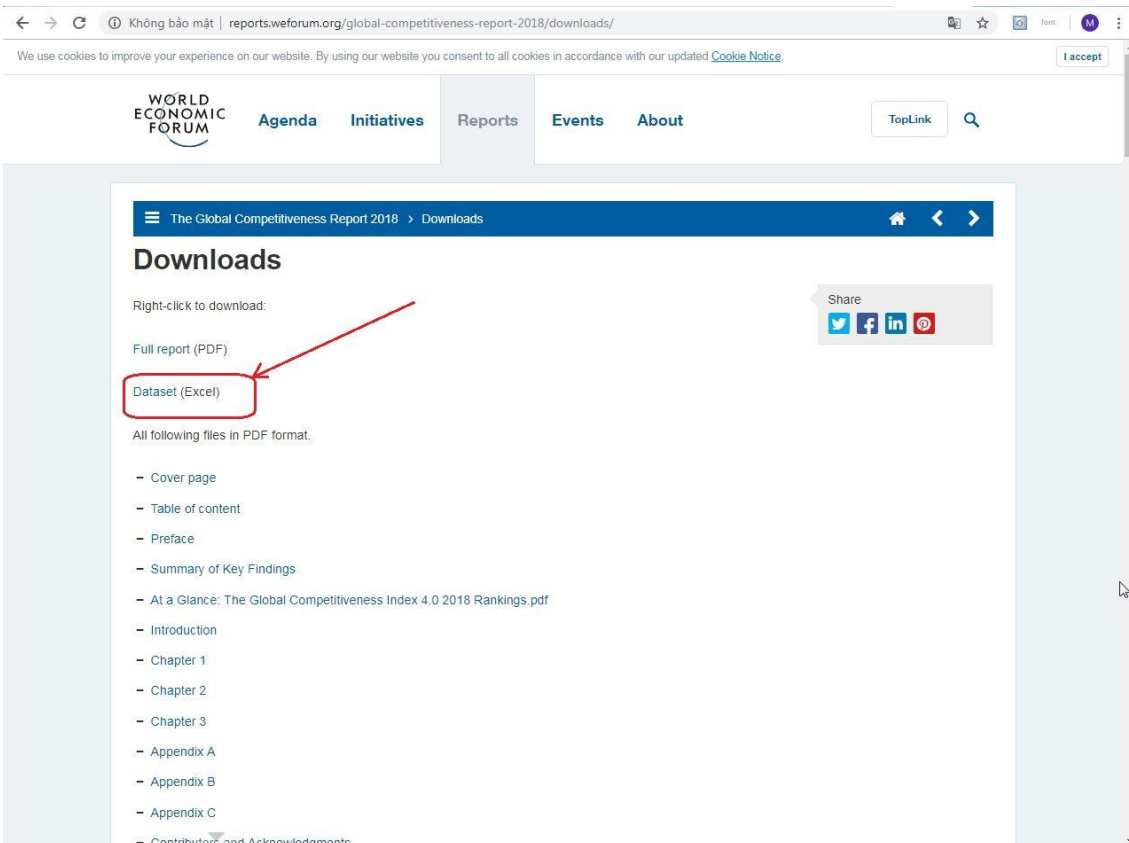 Không bảo mật | reports.weforum.org/global-competitiveness-report-2018/downloads/
font
M
We use cookies to improve your experience on our website. By using our website you consent to all cookies in accordance with our updated Cookie Notice.
I accept
WORLD
ECONOMIC
FORUM
Agenda Initiatives Reports Events About
TopLink
The Global Competitiveness Report 2018 > Downloads
Downloads
Right-click to download:
Share
Full report (PDF)
Dataset (Excel)
All following files in PDF format.
– Cover page
– Table of content
– Preface
– Summary of Key Findings
– At a Glance: The Global Competitiveness Index 4.0 2018 Rankings.pdf
– Introduction
– Chapter 1
– Chapter 2
– Chapter 3
– Appendix A
– Appendix B
– Appendix C
– Contributors and Acknowledgments